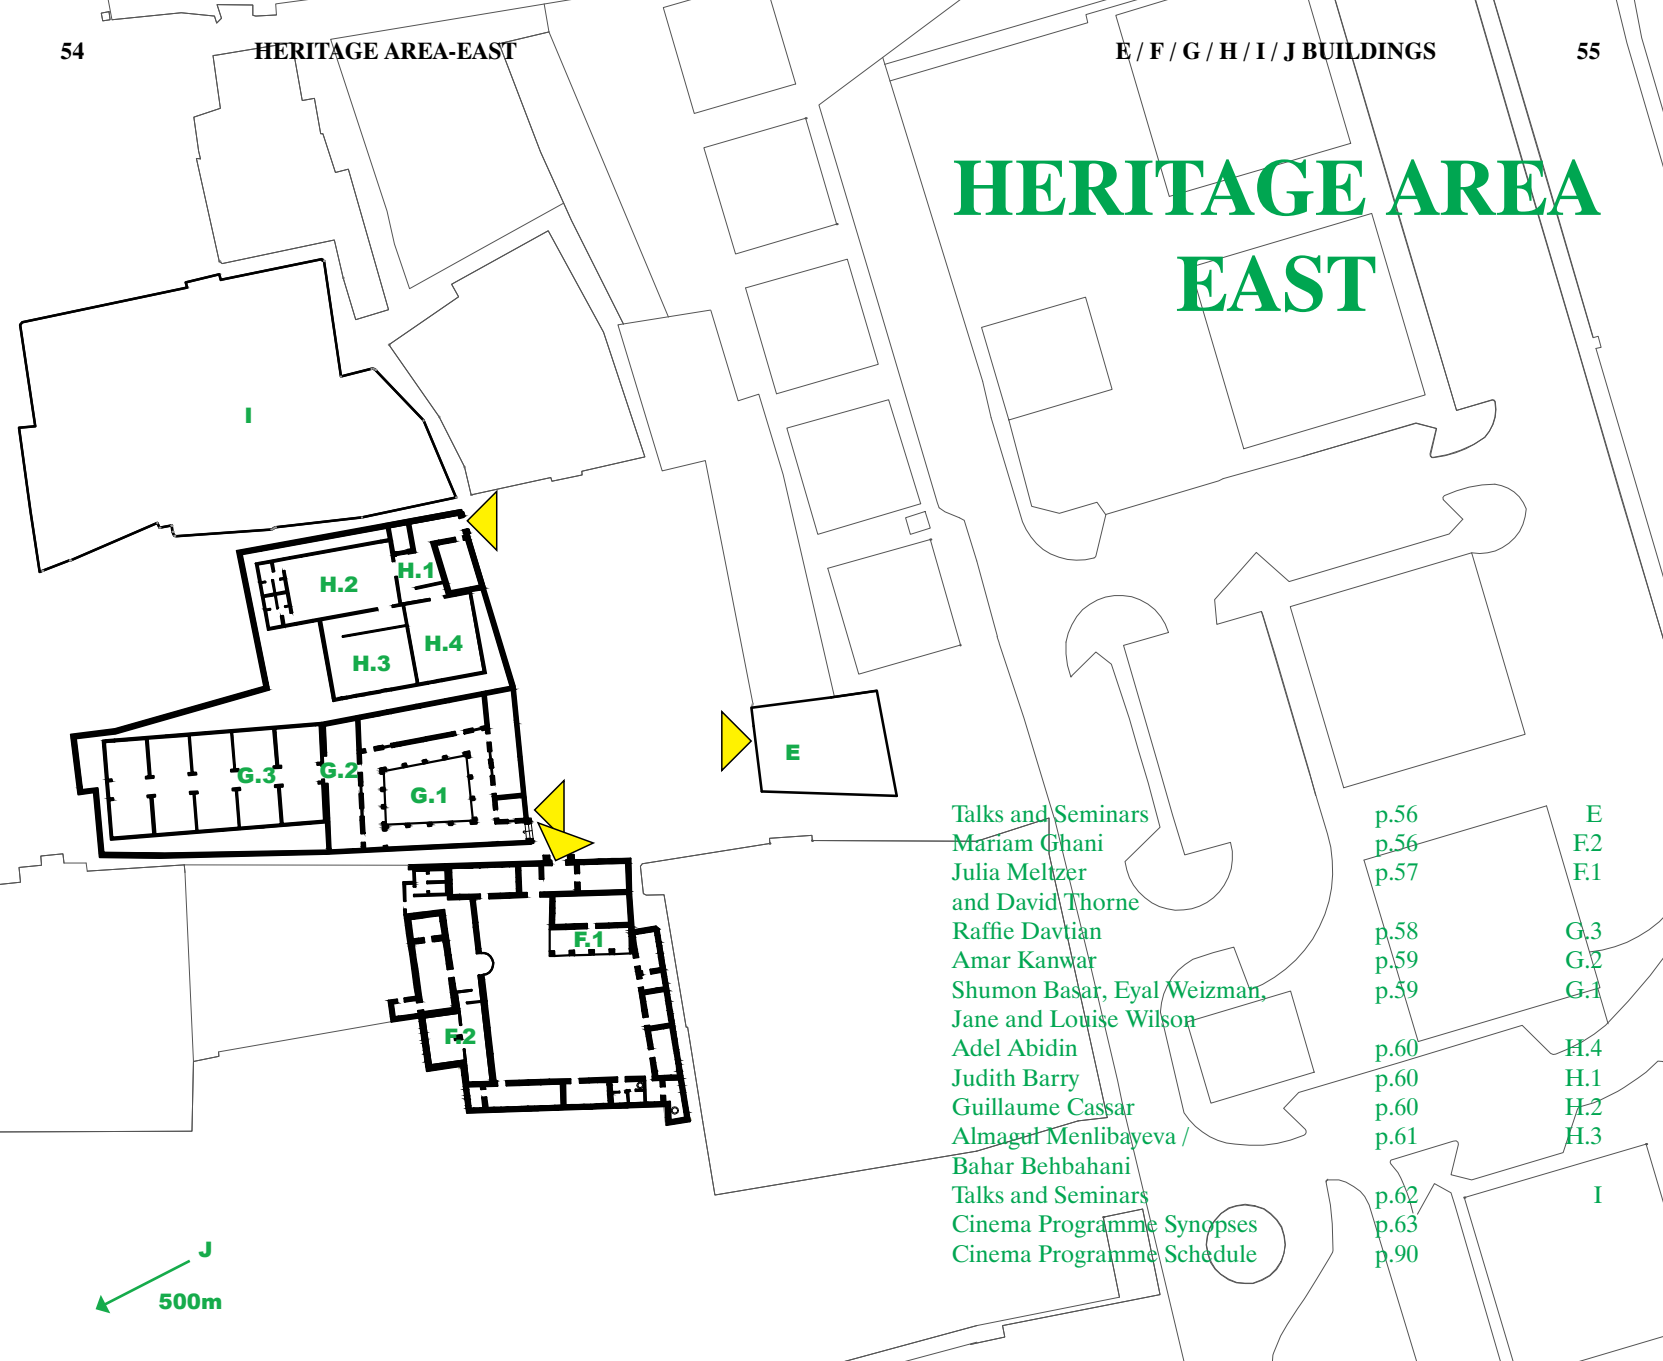 54 HERITAGE AREA-EAST
E / F / G / H / I / J BUILDINGS 55
HERITAGE AREA
EAST
I
H.1
H.2
H.4
H.3
G.2
G.3
G.1
E
F.1
F.2
J
500m
Talks and Seminars p.56 E
Mariam Ghani p.56 F.2
Julia Meltzer p.57 F.1
and David Thorne
Raffie Davtian p.58 G.3
Amar Kanwar p.59 G.2
Shumon Basar, Eyal Weizman, p.59 G.1
Jane and Louise Wilson
Adel Abidin p.60 H.4
Judith Barry p.60 H.1
Guillaume Cassar p.60 H.2
Almagul Menlibayeva / p.61 H.3
Bahar Behbahani
Talks and Seminars p.62 I
Cinema Programme Synopses p.63
Cinema Programme Schedule p.90